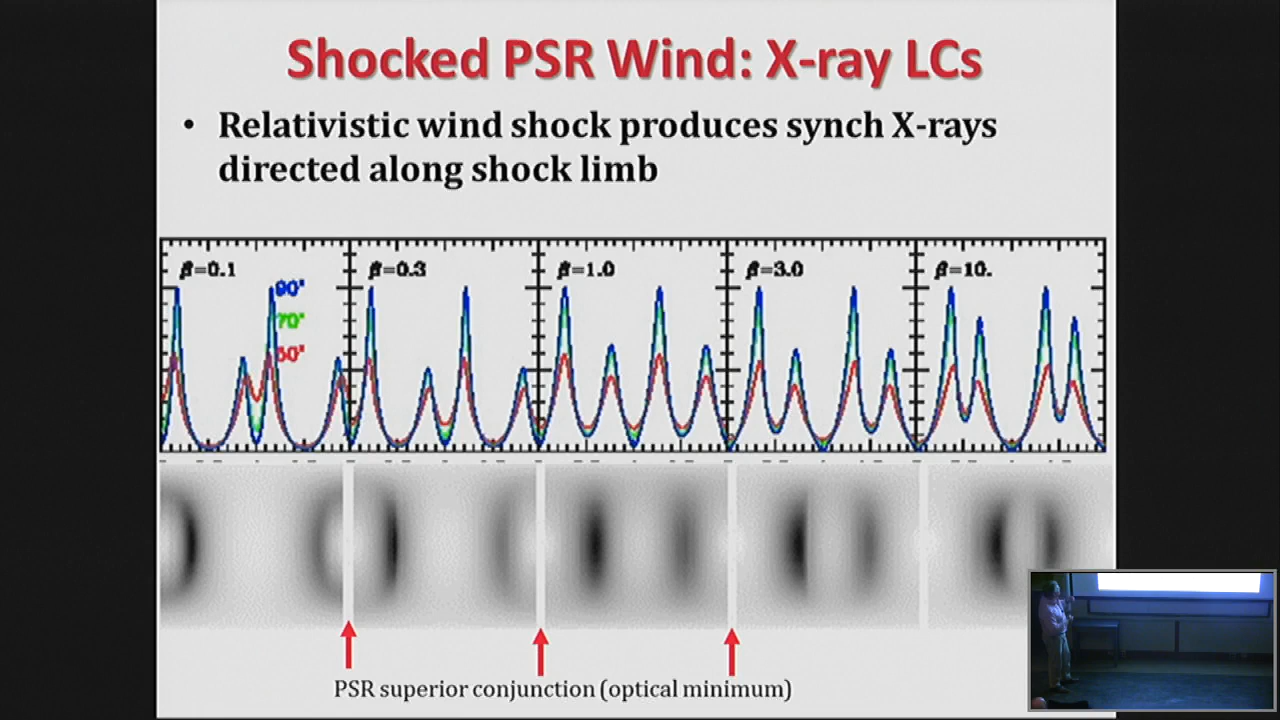 Shocked PSR Wind: X-ray LCs
• Relativistic wind shock produces synch X-rays
directed along shock limb
β=0.1
β=0.3
β=1.0
β=3.0
β=10.
90°
70°
50°
PSR superior conjunction (optical minimum)